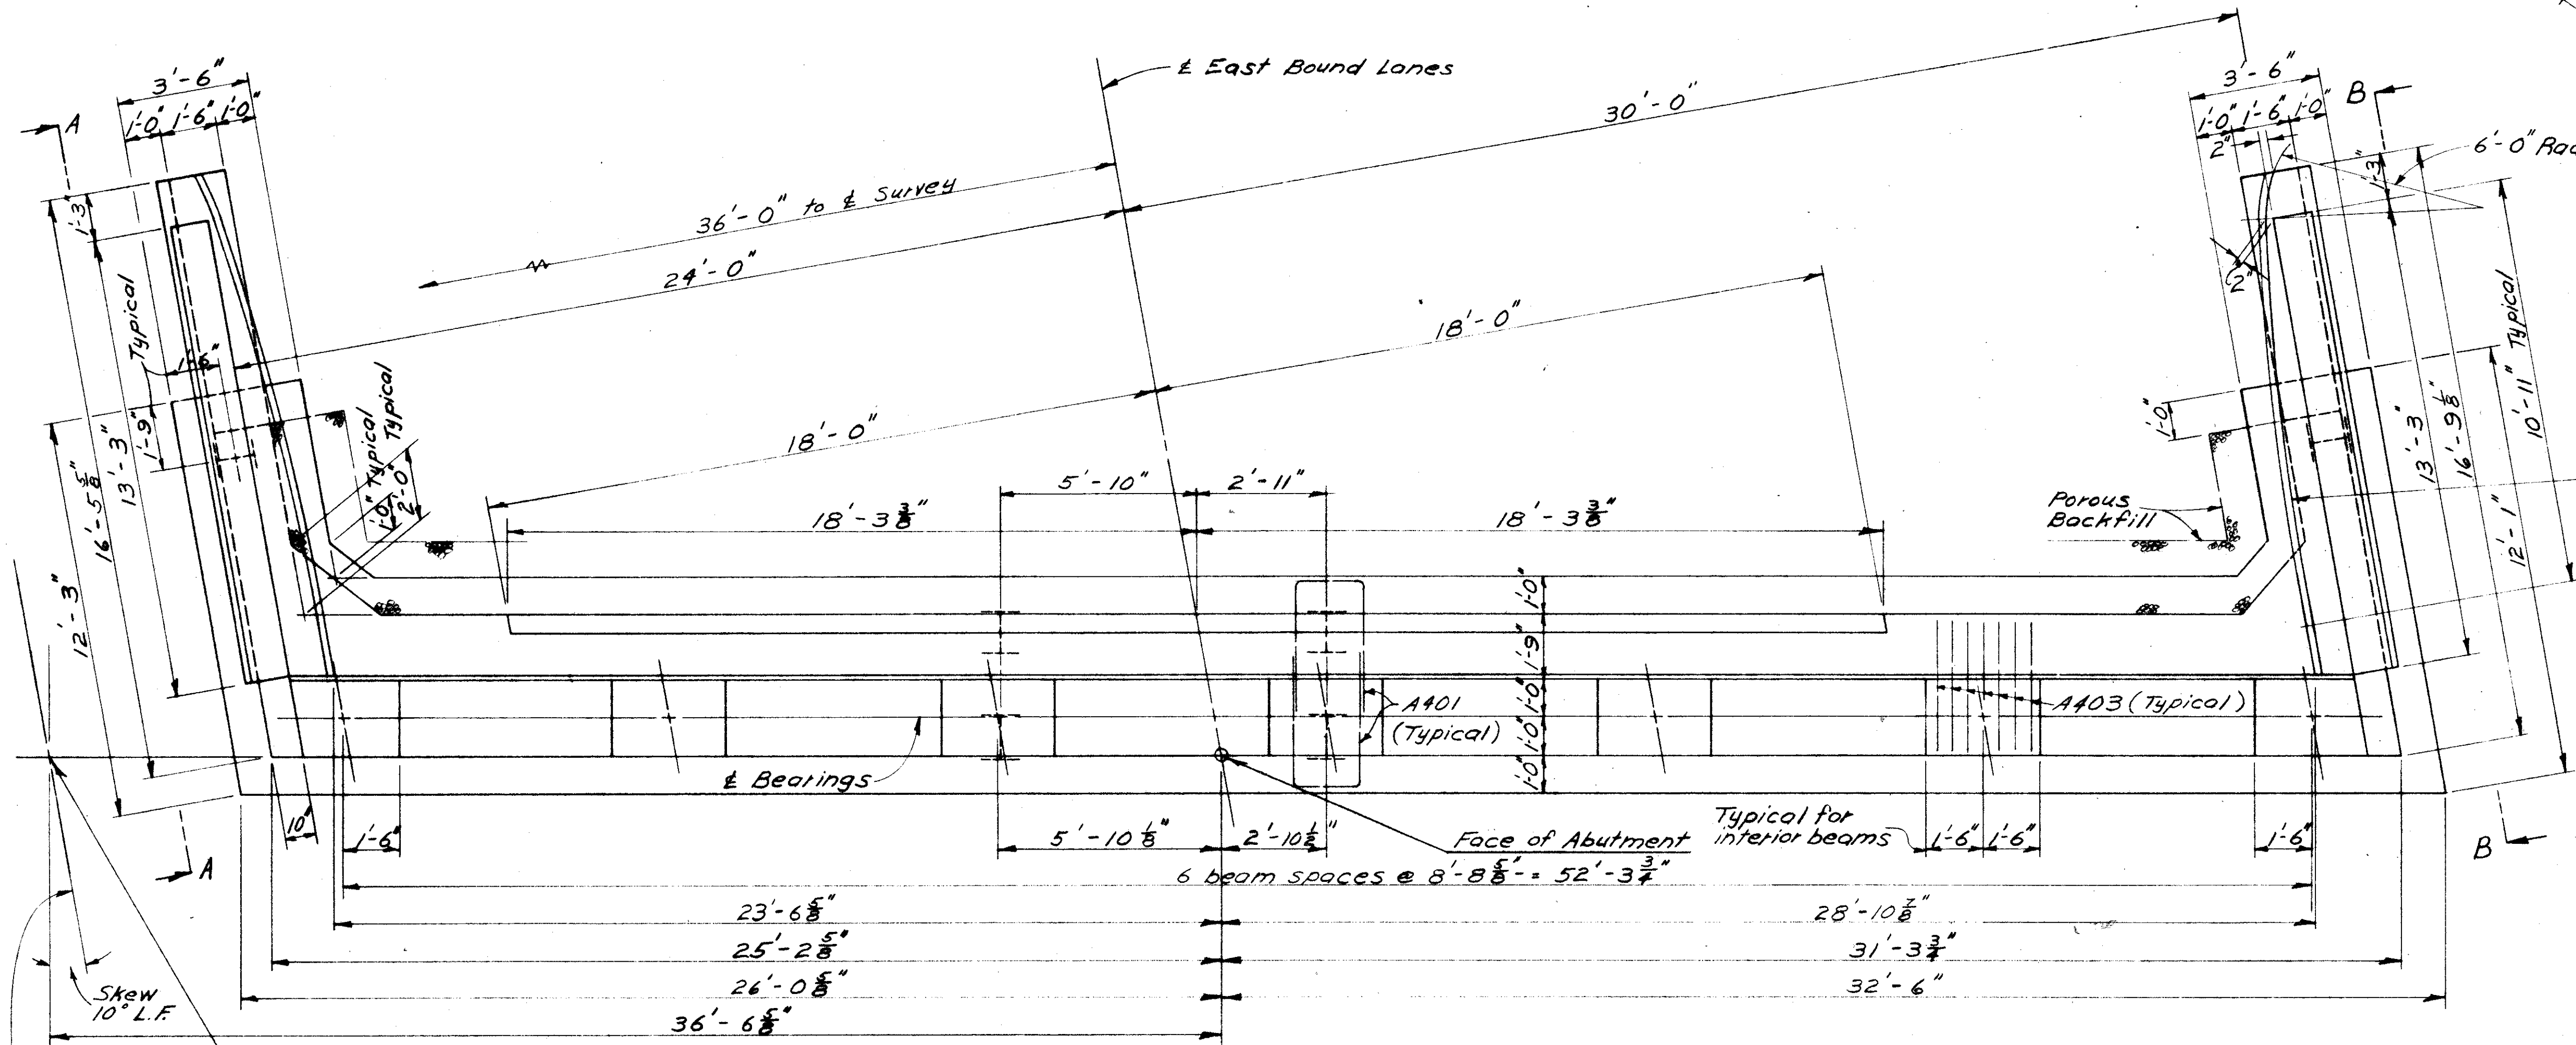 3'-6"
1'-0" 1'-6" 1'-0"
A
℄ East Bound Lanes
30'-0"
3'-6"
1'-0" 1'-6" 1'-0"
B
2"
1'-3"
36'-0" to ℄ Survey
24'-0"
1'-3"
2"
Typical
1'-6"
1'-9"
18'-0"
18'-0"
1'-0" Typical
2'-0" Typical
12'-3"
16'-5 5/8"
13'-3"
5'-10"
2'-11"
18'-3 3/8"
18'-3 3/8"
1'-0"
Porous
Backfill
13'-3"
16'-9 1/8"
10'-11" Typical
12'-1"
1'-0"
1'-9"
1'-0"
1'-0"
1'-0"
A401
(Typical)
A403 (Typical)
℄ Bearings
10"
1'-6"
5'-10 1/8"
2'-10 1/2"
Face of Abutment
Typical for
interior beams
1'-6" 1'-6"
1'-6"
A
B
6 beam spaces @ 8'-8 5/8"- = 52'-3 3/4"
23'-6 5/8"
28'-10 7/8"
25'-2 5/8"
31'-3 3/4"
26'-0 5/8"
32'-6"
36'-6 5/8"
Skew
10° L.F.
6'-0"